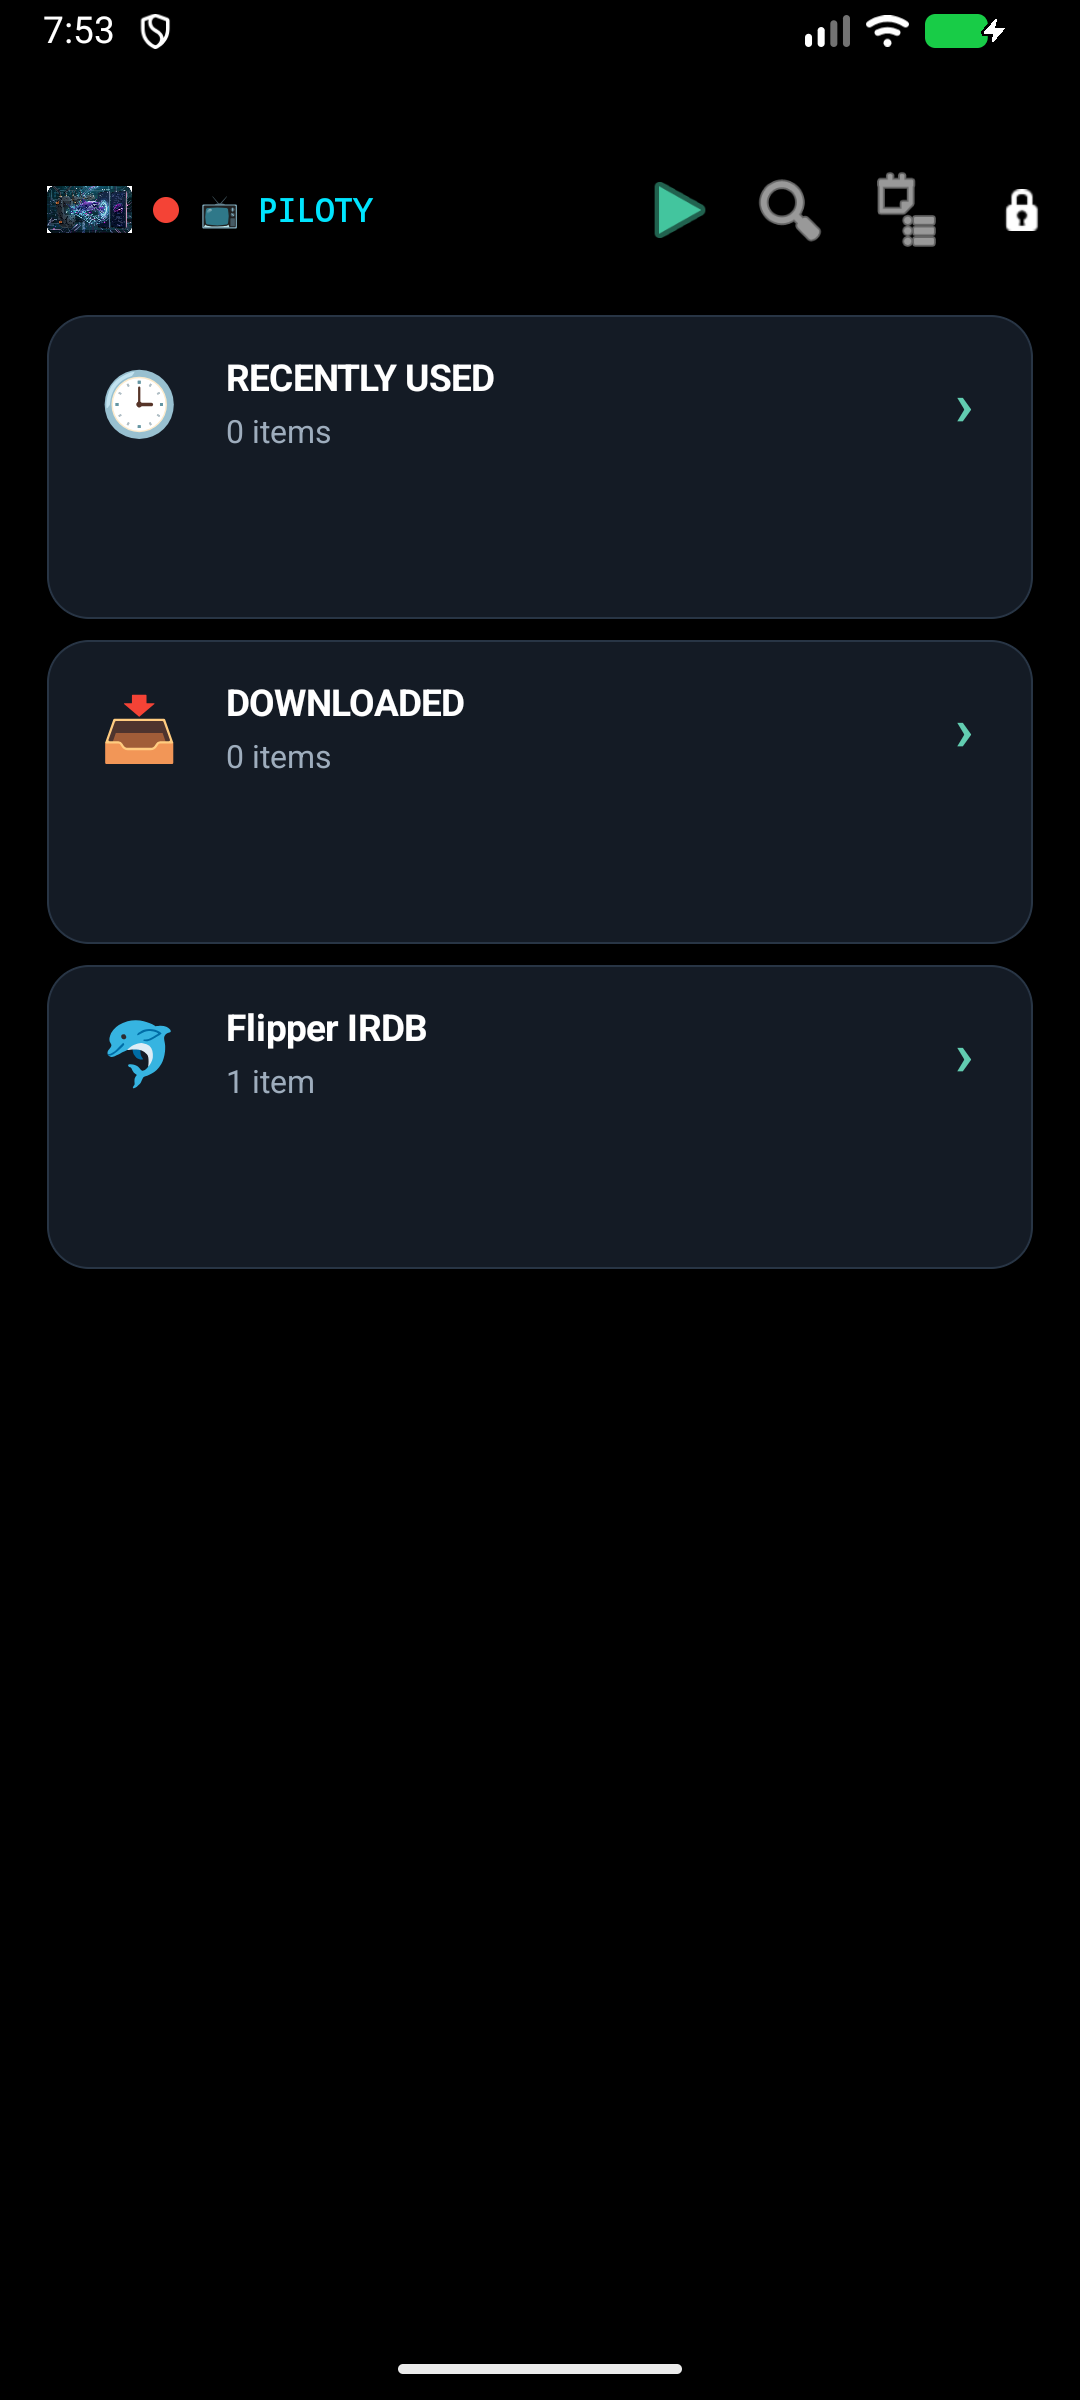 7:53
PILOTY
RECENTLY USED
0 items
DOWNLOADED
0 items
Flipper IRDB
1 item